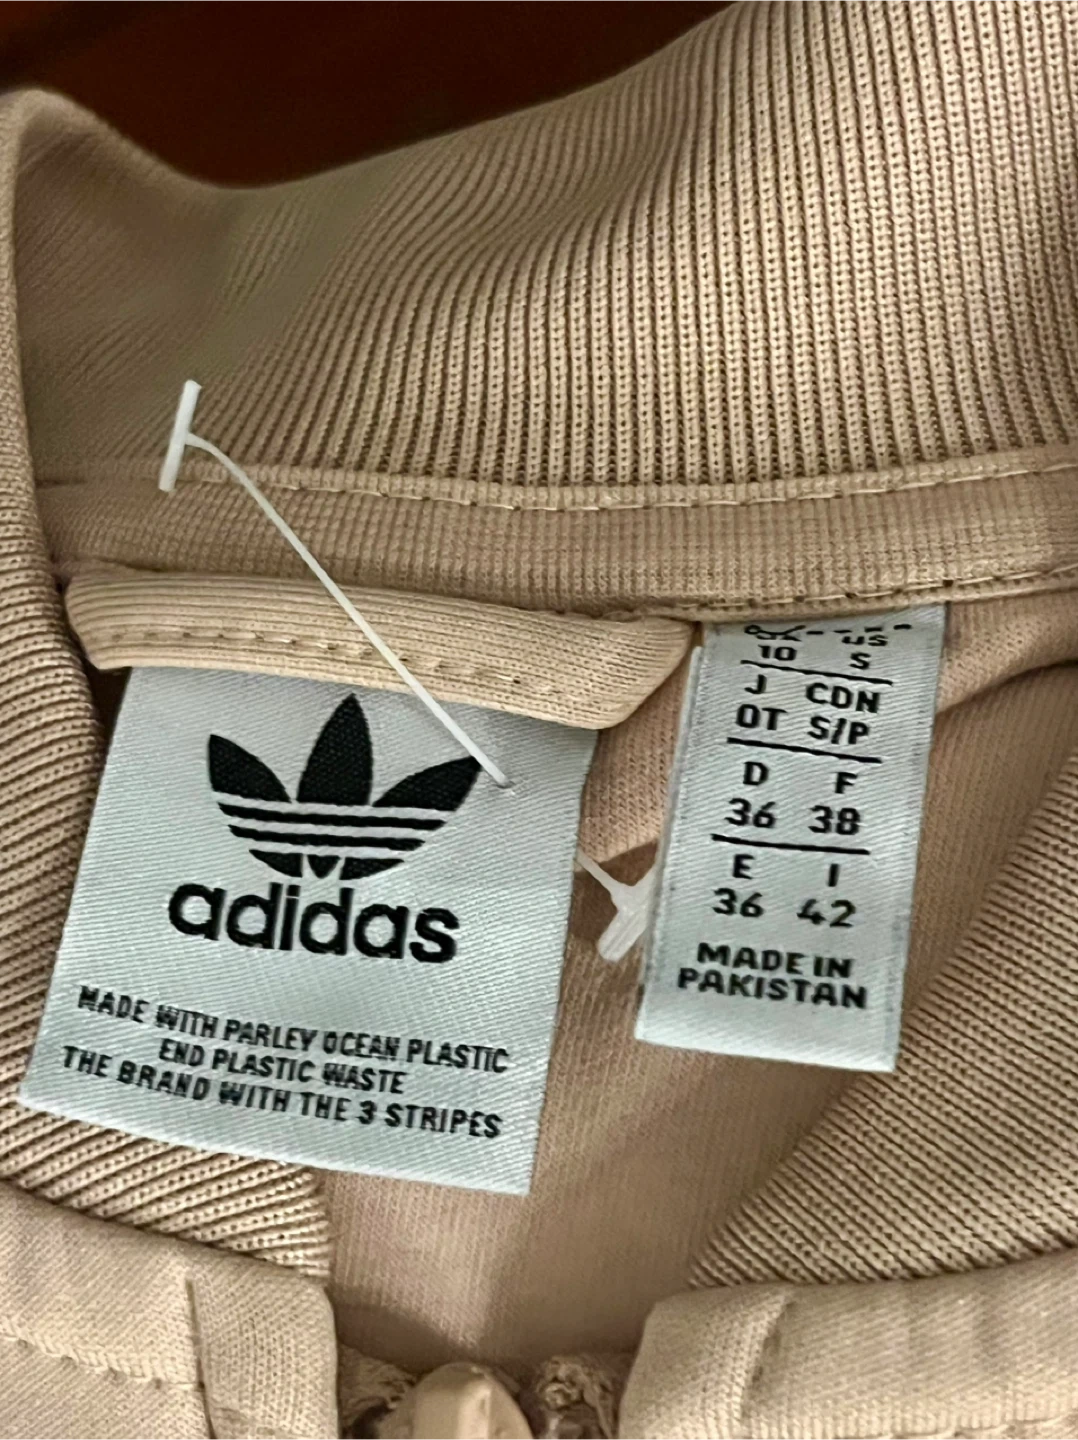 adidas
MADE WITH PARLEY OCEAN PLASTIC
END PLASTIC WASTE
THE BRAND WITH THE 3 STRIPES
US
10 S
J CDN
OT S/P
D F
36 38
E I
36 42
MADE IN
PAKISTAN